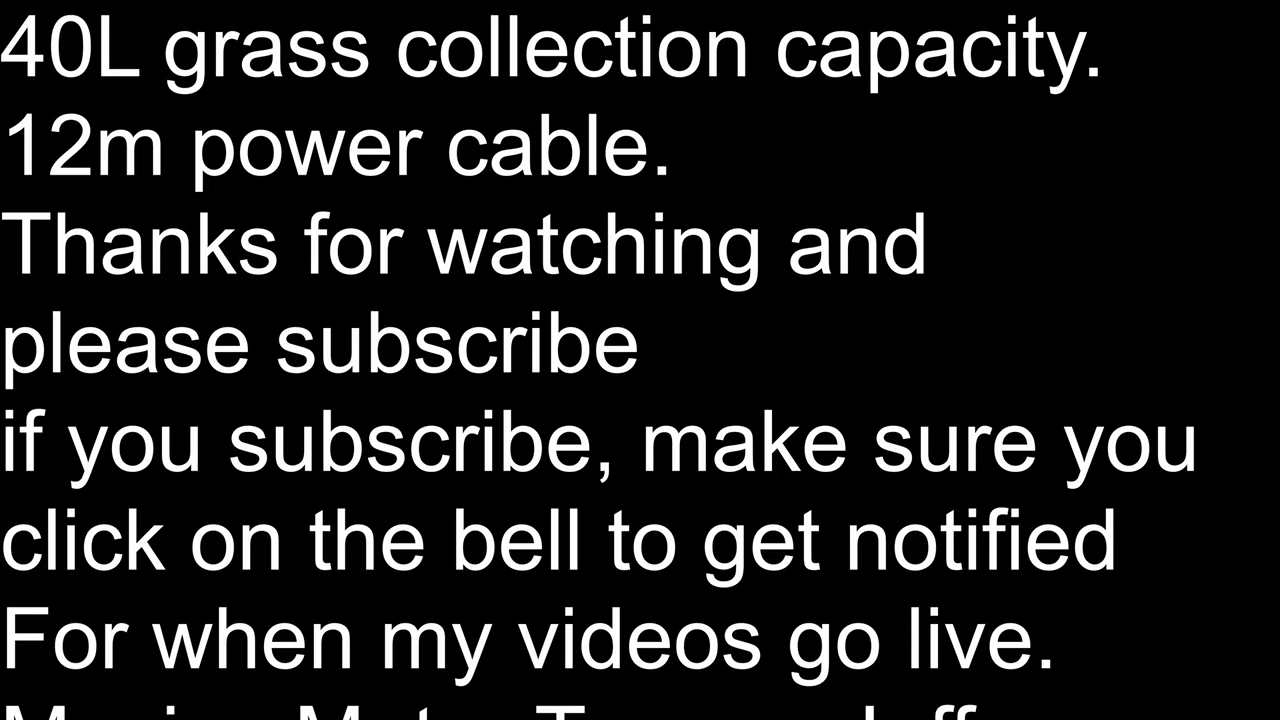 40L grass collection capacity.
12m power cable.
Thanks for watching and
please subscribe
if you subscribe, make sure you
click on the bell to get notified
For when my videos go live.